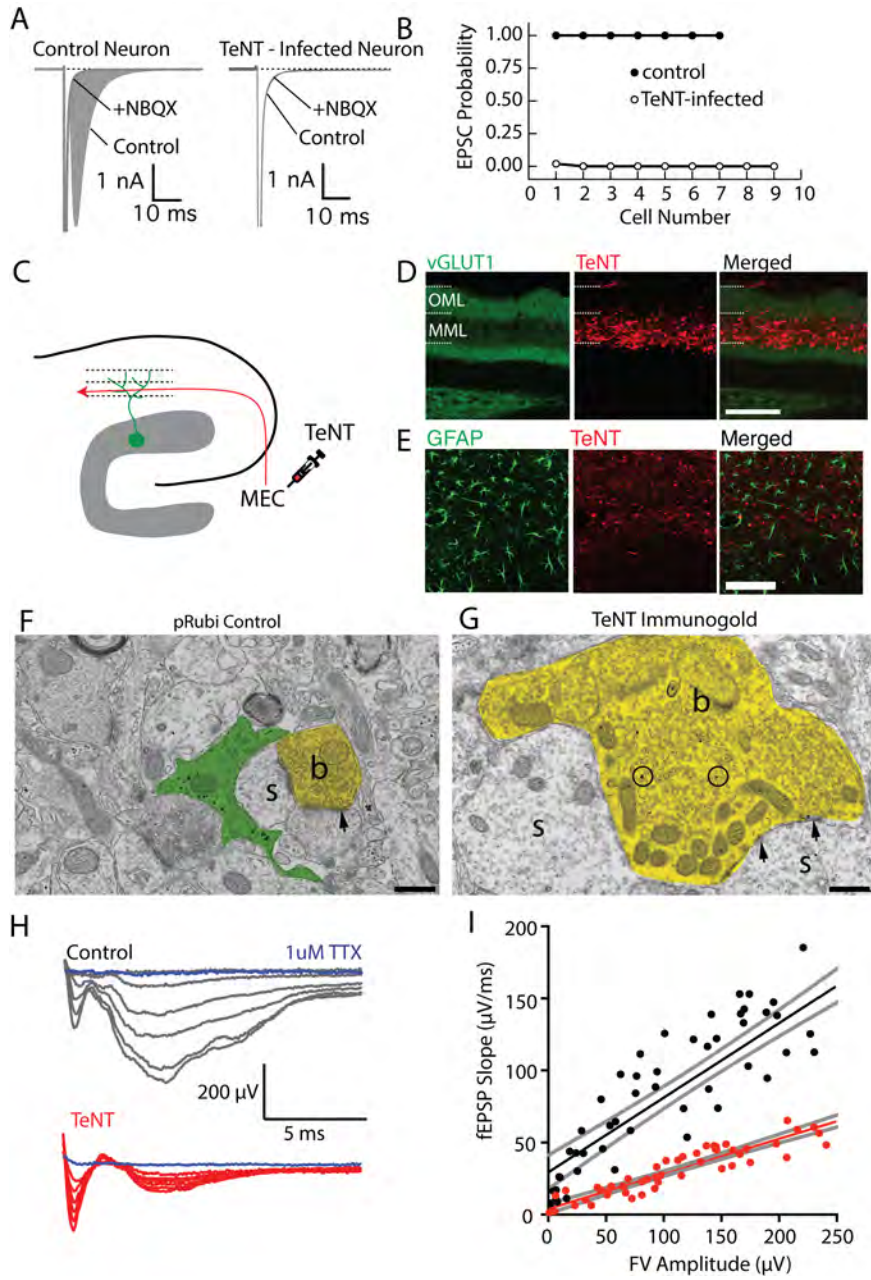 A
Control Neuron
TeNT - Infected Neuron
+NBQX
Control
1 nA
10 ms
+NBQX
Control
1 nA
10 ms
B
EPSC Probability
1.00
0.75
0.50
0.25
0.00
control
TeNT-infected
0 1 2 3 4 5 6 7 8 9 10
Cell Number
C
TeNT
MEC
D
vGLUT1
TeNT
Merged
OML
MML
E
GFAP
TeNT
Merged
F
pRubi Control
b
s
G
TeNT Immunogold
b
s
s
H
Control
1uM TTX
200 µV
5 ms
TeNT
I
fEPSP Slope (µV/ms)
200
150
100
50
0
0 50 100 150 200 250
FV Amplitude (µV)